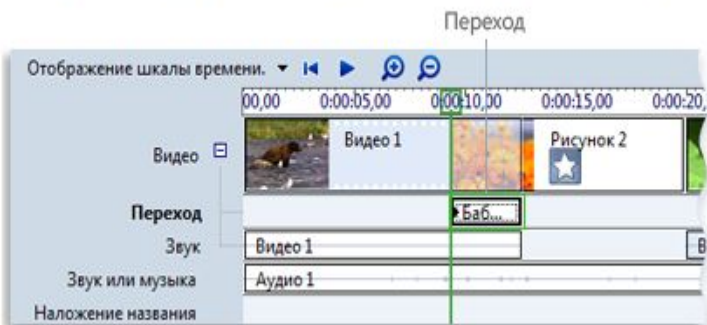 Переход
Отображение шкалы времени.
00,00 0:00:05,00 0:00:10,00 0:00:15,00 0:00:20,
Видео Видео 1 Рисунок 2
Переход Баб...
Звук Видео 1 В
Звук или музыка Аудио 1
Наложение названия